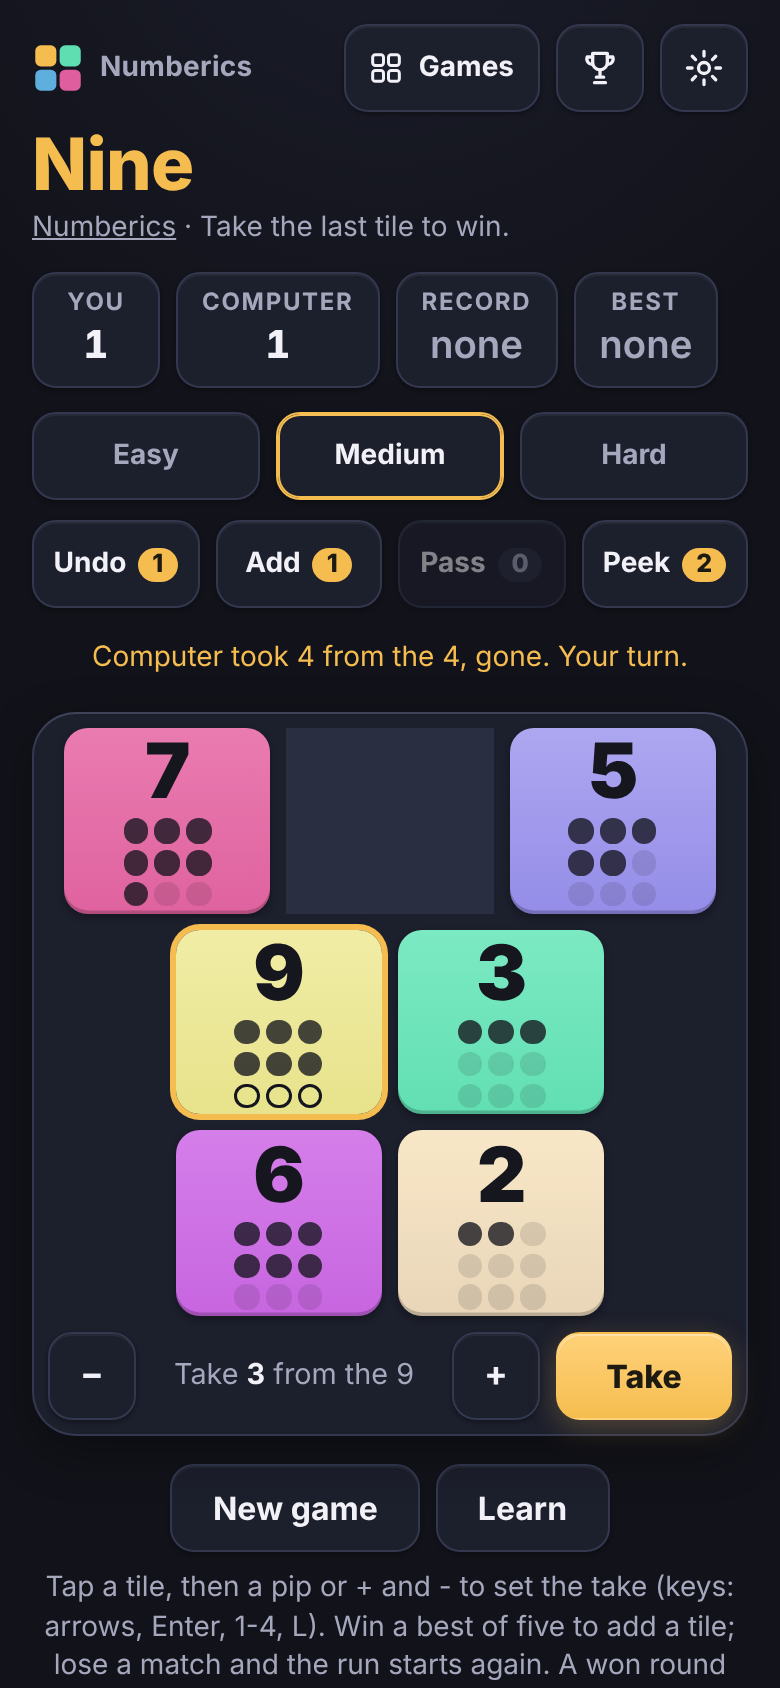 Numberics
Games
Nine
Numberics · Take the last tile to win.
YOU
1
COMPUTER
1
RECORD
none
BEST
none
Easy
Medium
Hard
Undo 1
Add 1
Pass 0
Peek 2
Computer took 4 from the 4, gone. Your turn.
7
5
9
3
6
2
−
Take 3 from the 9
+
Take
New game
Learn
Tap a tile, then a pip or + and - to set the take (keys:
arrows, Enter, 1-4, L). Win a best of five to add a tile;
lose a match and the run starts again. A won round